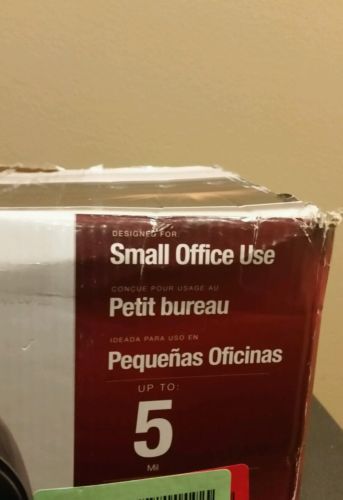 DESIGNED FOR:
Small Office Use
CONÇUE POUR USAGE AU
Petit bureau
IDEADA PARA USO EN
Pequeñas Oficinas
UP TO:
5
Mil